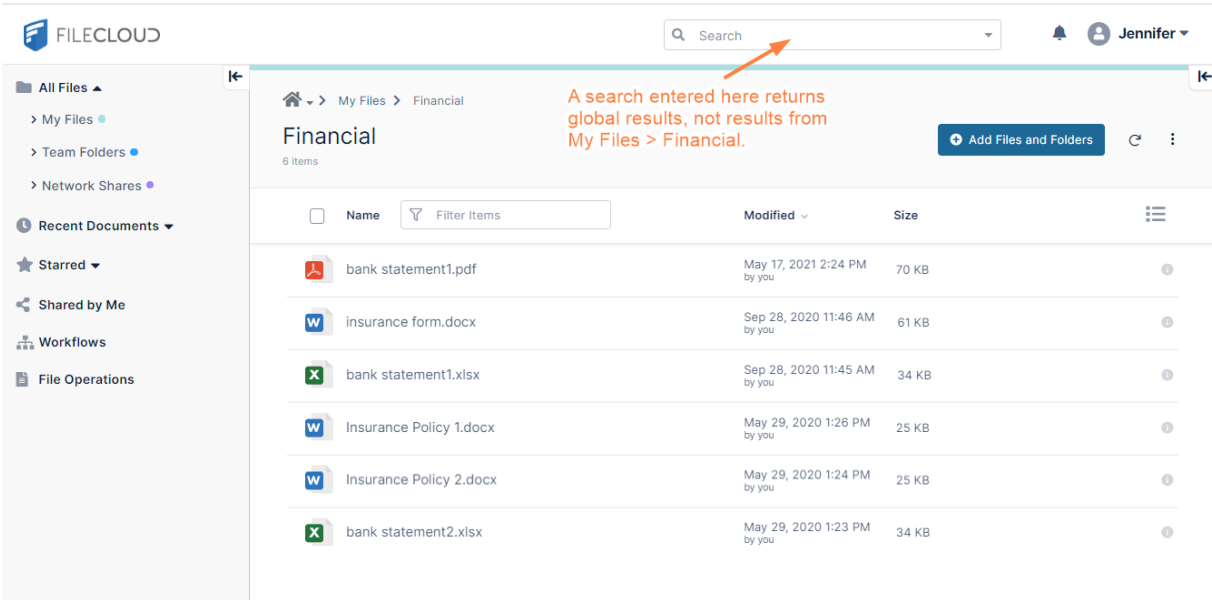 FILECLOUD
Search
Jennifer
All Files
My Files
Team Folders
Network Shares
Recent Documents
Starred
Shared by Me
Workflows
File Operations
My Files > Financial
Financial
6 items
A search entered here returns
global results, not results from
My Files > Financial.
Add Files and Folders
Name
Filter Items
Modified
Size
bank statement1.pdf
May 17, 2021 2:24 PM
by you
70 KB
insurance form.docx
Sep 28, 2020 11:46 AM
by you
61 KB
bank statement1.xlsx
Sep 28, 2020 11:45 AM
by you
34 KB
Insurance Policy 1.docx
May 29, 2020 1:26 PM
by you
25 KB
Insurance Policy 2.docx
May 29, 2020 1:24 PM
by you
25 KB
bank statement2.xlsx
May 29, 2020 1:23 PM
by you
34 KB